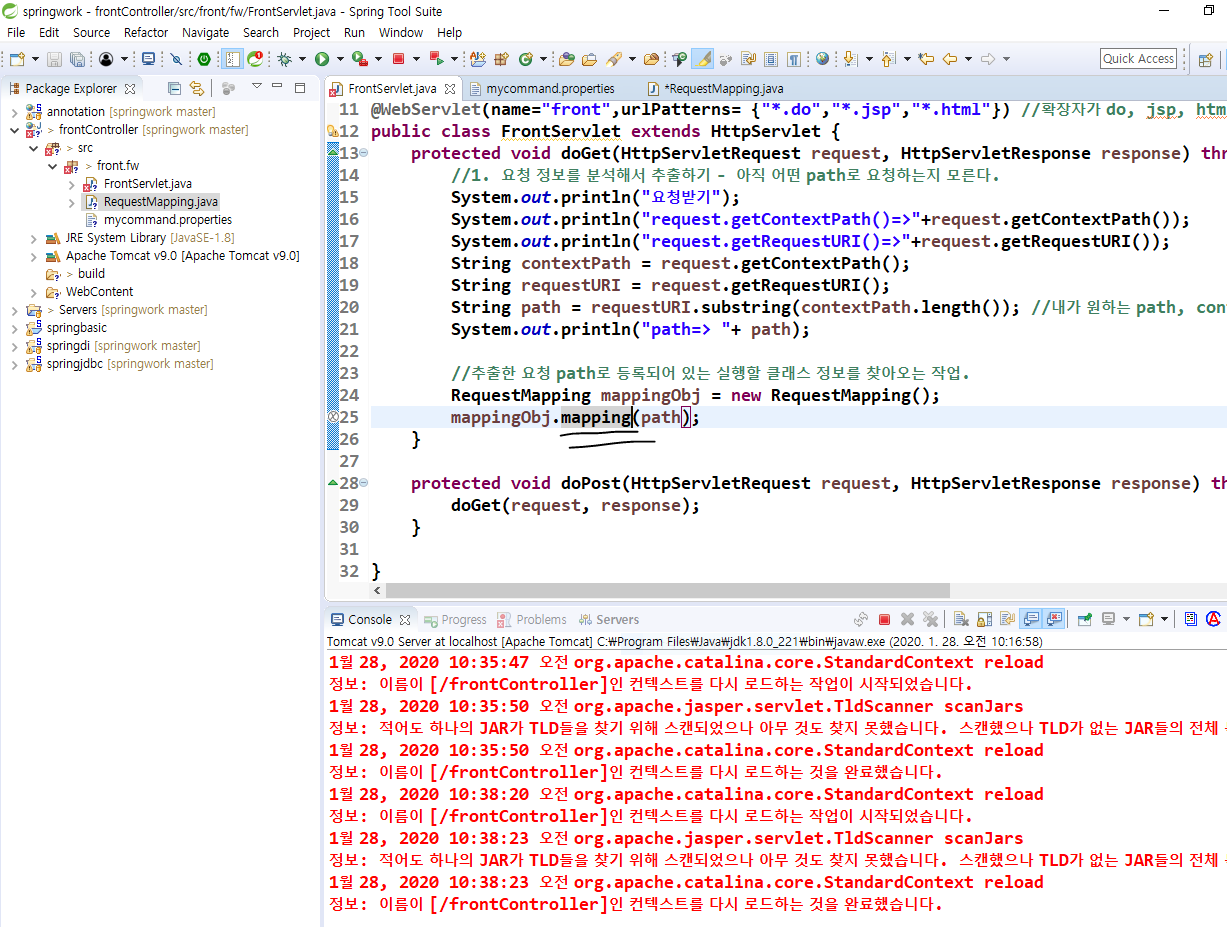 springwork - frontController/src/front/fw/FrontServlet.java - Spring Tool Suite
File Edit Source Refactor Navigate Search Project Run Window Help
Quick Access
Package Explorer
annotation [springwork master]
> frontController [springwork master]
> src
> front.fw
FrontServlet.java
RequestMapping.java
mycommand.properties
JRE System Library [JavaSE-1.8]
Apache Tomcat v9.0 [Apache Tomcat v9.0]
> build
WebContent
> Servers [springwork master]
springbasic
springdi [springwork master]
springjdbc [springwork master]
FrontServlet.java mycommand.properties *RequestMapping.java
11 @WebServlet(name="front",urlPatterns= {"*.do","*.jsp","*.html"}) //확장자가 do, jsp, htm
12 public class FrontServlet extends HttpServlet {
13 protected void doGet(HttpServletRequest request, HttpServletResponse response) thr
14 //1. 요청 정보를 분석해서 추출하기 - 아직 어떤 path로 요청하는지 모른다.
15 System.out.println("요청받기");
16 System.out.println("request.getContextPath()=>"+request.getContextPath());
17 System.out.println("request.getRequestURI()=>"+request.getRequestURI());
18 String contextPath = request.getContextPath();
19 String requestURI = request.getRequestURI();
20 String path = requestURI.substring(contextPath.length()); //내가 원하는 path, con
21 System.out.println("path=> "+ path);
22
23 //추출한 요청 path로 등록되어 있는 실행할 클래스 정보를 찾아오는 작업.
24 RequestMapping mappingObj = new RequestMapping();
25 mappingObj.mapping(path);
26 }
27
28 protected void doPost(HttpServletRequest request, HttpServletResponse response) th
29 doGet(request, response);
30 }
31
32 }
Console Progress Problems Servers
Tomcat v9.0 Server at localhost [Apache Tomcat] C:₩Program Files₩Java₩jdk1.8.0_221₩bin₩javaw.exe (2020. 1. 28. 오전 10:16:58)
1월 28, 2020 10:35:47 오전 org.apache.catalina.core.StandardContext reload
정보: 이름이 [/frontController]인 컨텍스트를 다시 로드하는 작업이 시작되었습니다.
1월 28, 2020 10:35:50 오전 org.apache.jasper.servlet.TldScanner scanJars
정보: 적어도 하나의 JAR가 TLD들을 찾기 위해 스캔되었으나 아무 것도 찾지 못했습니다. 스캔했으나 TLD가 없는 JAR들의 전체
1월 28, 2020 10:35:50 오전 org.apache.catalina.core.StandardContext reload
정보: 이름이 [/frontController]인 컨텍스트를 다시 로드하는 것을 완료했습니다.
1월 28, 2020 10:38:20 오전 org.apache.catalina.core.StandardContext reload
정보: 이름이 [/frontController]인 컨텍스트를 다시 로드하는 작업이 시작되었습니다.
1월 28, 2020 10:38:23 오전 org.apache.jasper.servlet.TldScanner scanJars
정보: 적어도 하나의 JAR가 TLD들을 찾기 위해 스캔되었으나 아무 것도 찾지 못했습니다. 스캔했으나 TLD가 없는 JAR들의 전체
1월 28, 2020 10:38:23 오전 org.apache.catalina.core.StandardContext reload
정보: 이름이 [/frontController]인 컨텍스트를 다시 로드하는 것을 완료했습니다.